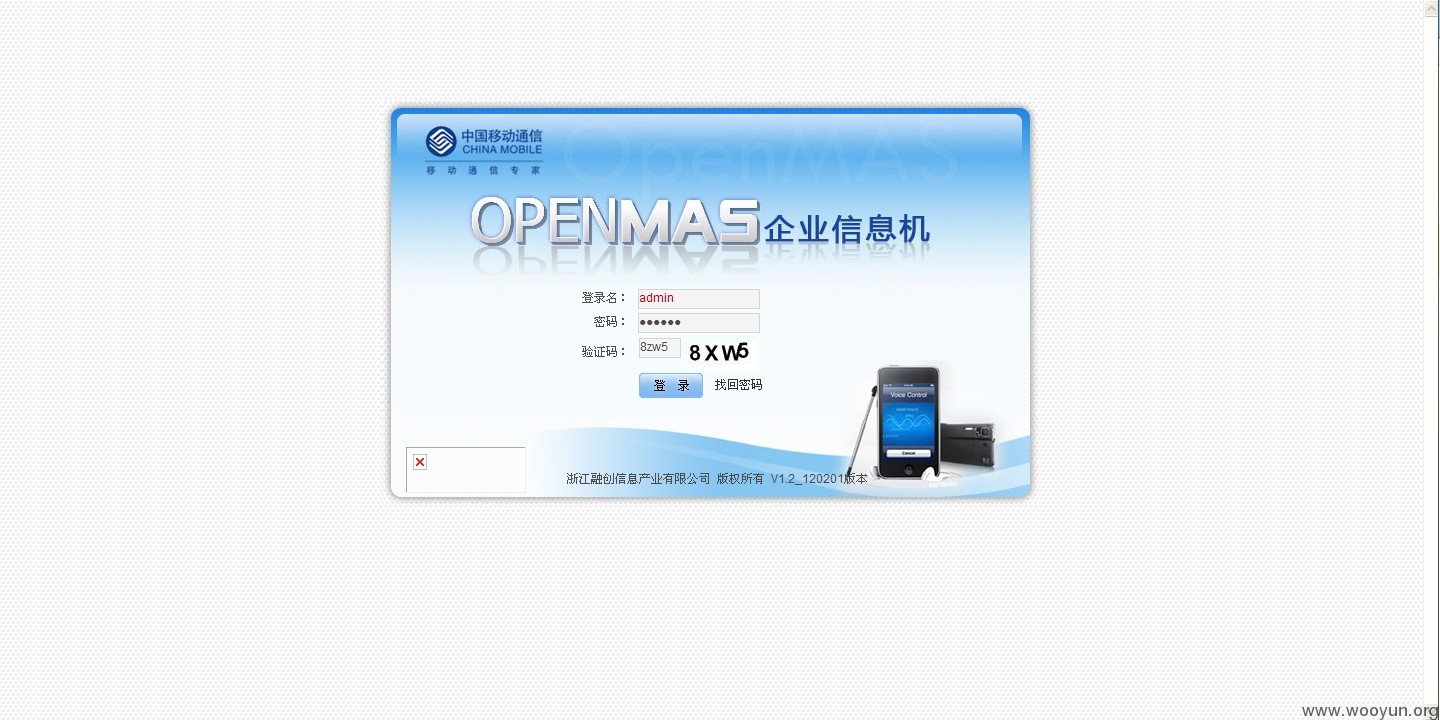 中国移动通信
CHINA MOBILE
移动通信专家
OpenMAS
OPENMAS企业信息机
登录名： admin
密码： ●●●●●●
验证码： 8zw5 8XW5
登 录 找回密码
Voice Control
Cancel
浙江融创信息产业有限公司 版权所有 V1.2_120201版本
www.wooyun.org